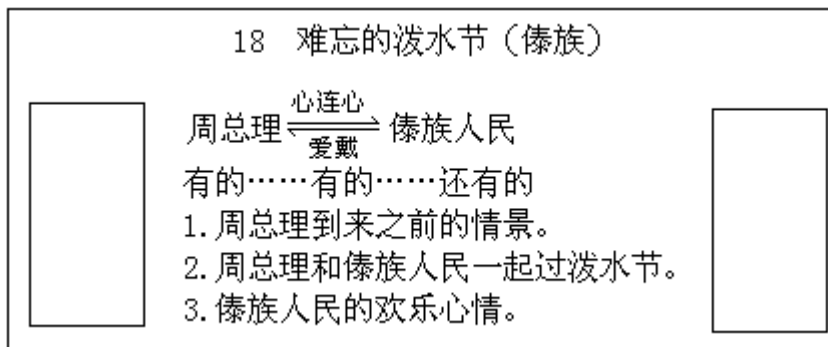 18 难忘的泼水节（傣族）
心连心
周总理 傣族人民
爱戴
有的……有的……还有的
1.周总理到来之前的情景。
2.周总理和傣族人民一起过泼水节。
3.傣族人民的欢乐心情。